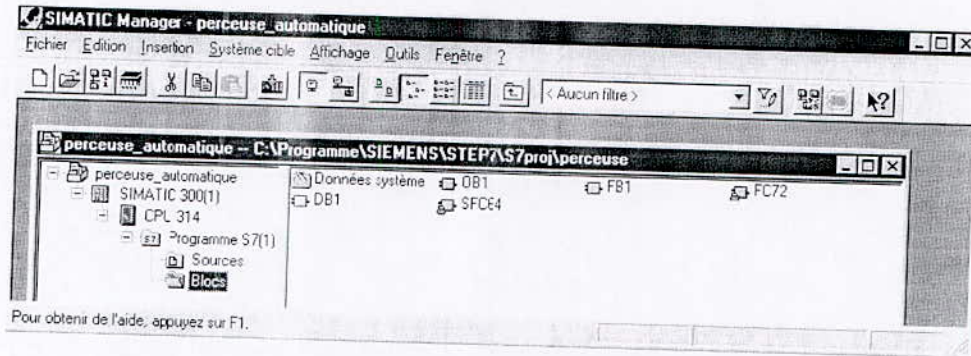 SIMATIC Manager - perceuse_automatique
Fichier Edition Insertion Système cible Affichage Outils Fenêtre ?
< Aucun filtre >
perceuse_automatique -- C:\Programme\SIEMENS\STEP7\S7proj\perceuse
perceuse_automatique
SIMATIC 300(1)
CPL 314
Programme S7(1)
Sources
Blocs
Données système OB1 FB1 FC72
DB1 SFC64
Pour obtenir de l'aide, appuyez sur F1.